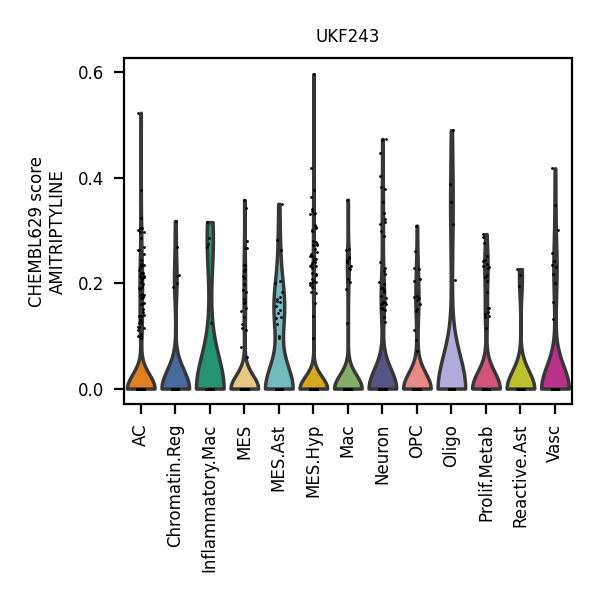 UKF243
CHEMBL629 score
AMITRIPTYLINE
0.6
0.4
0.2
0.0
AC
Chromatin.Reg
Inflammatory.Mac
MES
MES.Ast
MES.Hyp
Mac
Neuron
OPC
Oligo
Prolif.Metab
Reactive.Ast
Vasc